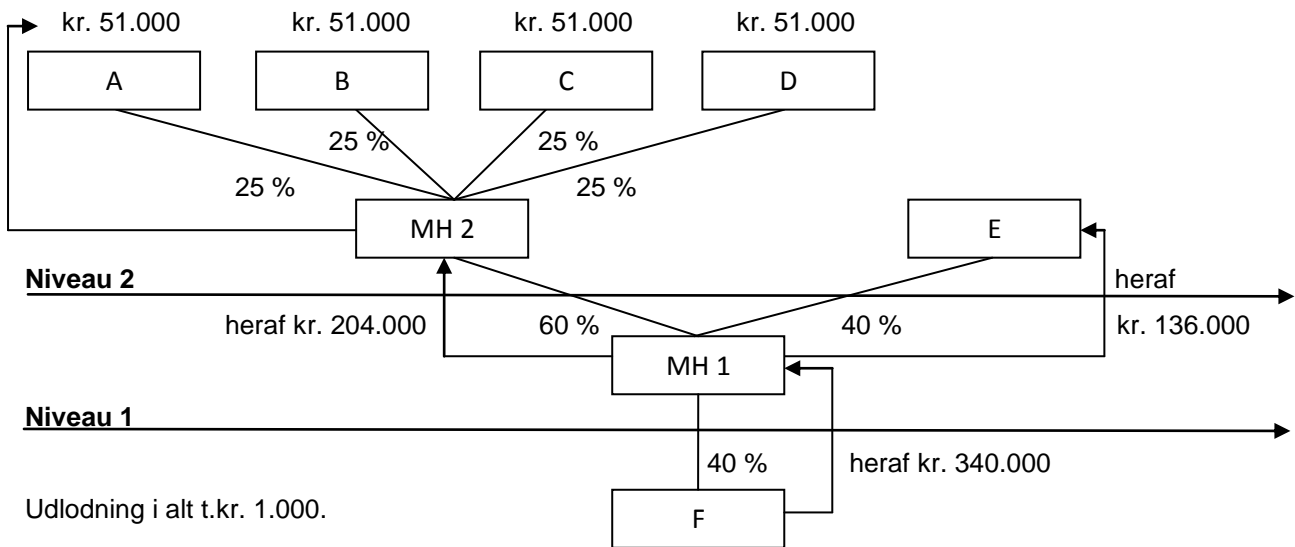 kr. 51.000 kr. 51.000 kr. 51.000 kr. 51.000
A B C D
25 % 25 %
25 % 25 %
MH 2 E
Niveau 2 heraf
heraf kr. 204.000 60 % 40 % kr. 136.000
MH 1
Niveau 1
40 % heraf kr. 340.000
Udlodning i alt t.kr. 1.000.
F